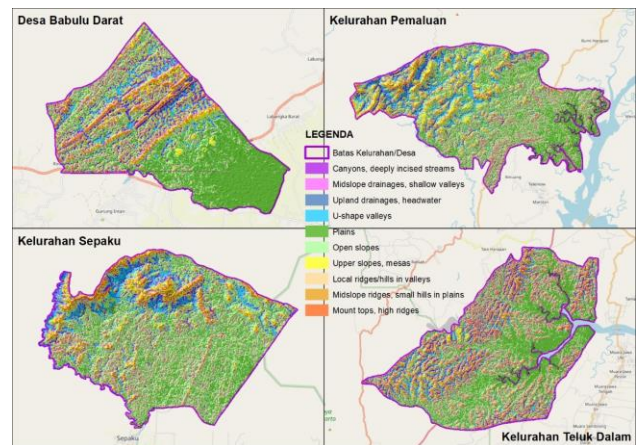 Desa Babulu Darat
Kelurahan Pemaluan
LEGENDA
Batas Kelurahan/Desa
Canyons, deeply incised streams
Midslope drainages, shallow valleys
Upland drainages, headwater
U-shape valleys
Plains
Open slopes
Upper slopes, mesas
Local ridges/hills in valleys
Midslope ridges, small hills in plains
Mount tops, high ridges
Kelurahan Sepaku
Sepaku
Kelurahan Teluk Dalam